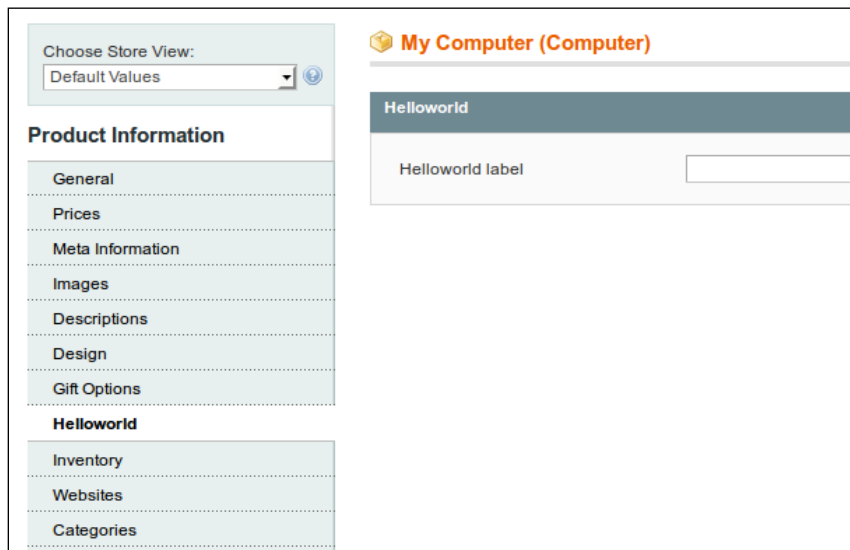 Choose Store View:
Default Values
Product Information
General
Prices
Meta Information
Images
Descriptions
Design
Gift Options
Helloworld
Inventory
Websites
Categories
My Computer (Computer)
Helloworld
Helloworld label